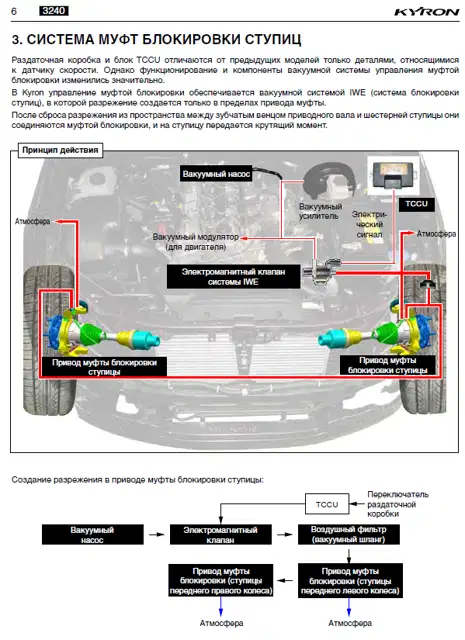 6 3240 KYRON
3. СИСТЕМА МУФТ БЛОКИРОВКИ СТУПИЦ
Раздаточная коробка и блок TCCU отличаются от предыдущих моделей только деталями, относящимися
к датчику скорости. Однако функционирование и компоненты вакуумной системы управления муфтой
блокировки изменились значительно.
В Kyron управление муфтой блокировки обеспечивается вакуумной системой IWE (система блокировки
ступиц), в которой разрежение создается только в пределах привода муфты.
После сброса разрежения из пространства между зубчатым венцом приводного вала и шестерней ступицы они
соединяются муфтой блокировки, и на ступицу передается крутящий момент.
Принцип действия
Вакуумный насос
TCCU
Вакуумный
усилитель
Электри-
ческий
сигнал
Атмосфера
Атмосфера
Вакуумный модулятор
(для двигателя)
Электромагнитный клапан
системы IWE
Привод муфты блокировки
ступицы
Привод муфты
блокировки ступицы
Создание разрежения в приводе муфты блокировки ступицы:
TCCU
Переключатель
раздаточной
коробки
Вакуумный
насос
Электромагнитный
клапан
Воздушный фильтр
(вакуумный шланг)
Привод муфты
блокировки (ступицы
переднего правого колеса)
Привод муфты
блокировки (ступицы
переднего левого колеса)
Атмосфера
Атмосфера